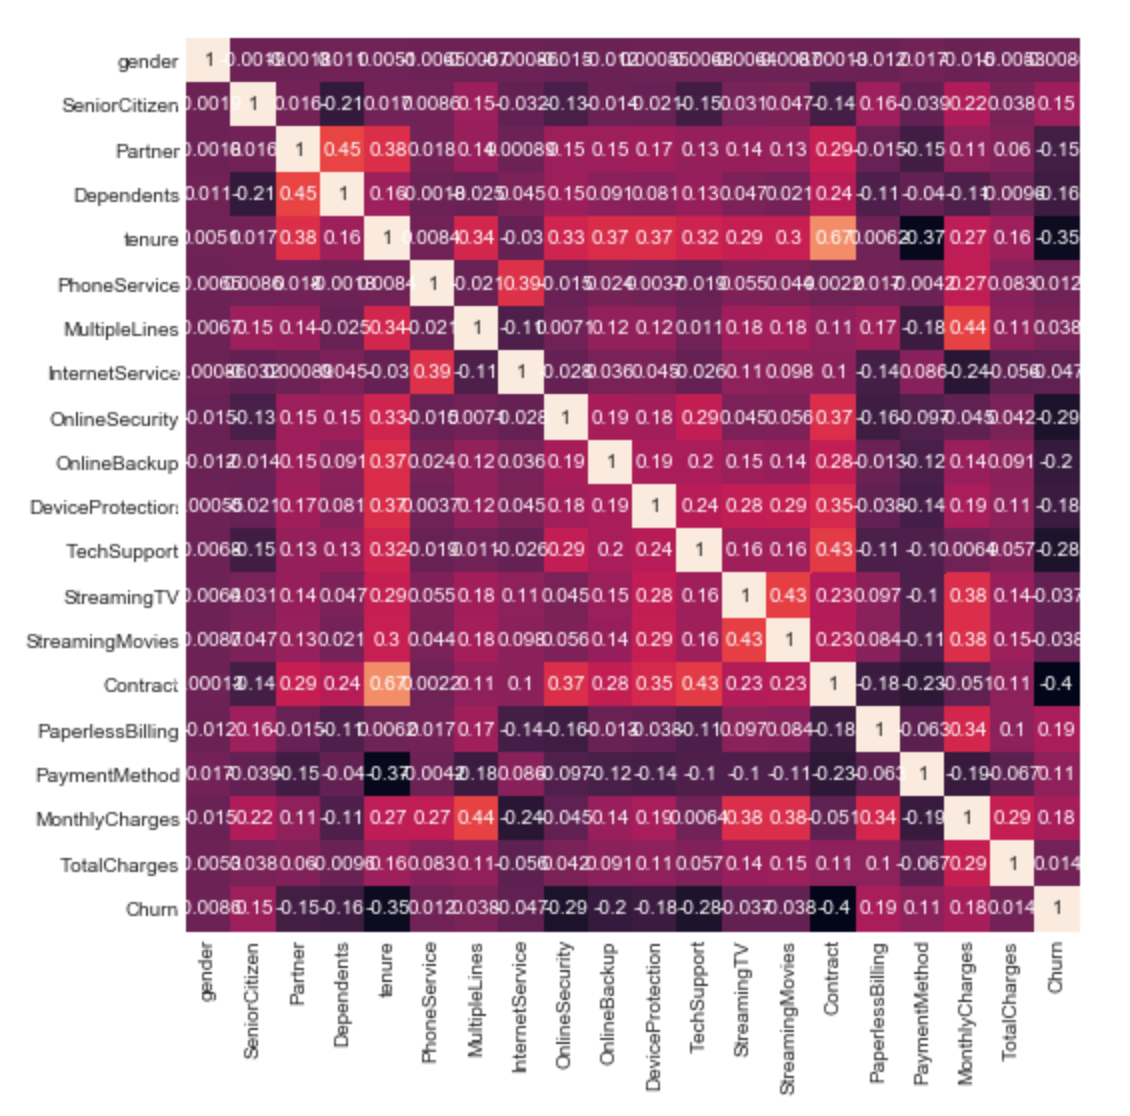 gender 1
SeniorCitizen 1 0.016 -0.21 0.017 0.0086 0.15 -0.032 -0.13 -0.014 -0.021 -0.15 0.031 0.047 -0.14 0.16 -0.039 0.22 0.038 0.15
Partner 0.0018 0.016 1 0.45 0.38 0.018 0.14 0.15 0.15 0.17 0.13 0.14 0.13 0.29 -0.015 -0.15 0.11 0.06 -0.15
Dependents 0.011 -0.21 0.45 1 0.16 -0.0018 -0.025 0.045 0.15 0.091 0.081 0.13 0.047 0.021 0.24 -0.11 -0.04 -0.11 0.0096 -0.16
tenure 0.0051 0.017 0.38 0.16 1 0.0084 0.34 -0.03 0.33 0.37 0.37 0.32 0.29 0.3 0.67 0.0062 -0.37 0.27 0.16 -0.35
PhoneService 1 -0.021 0.39 -0.015 0.024 0.0037 -0.019 0.055 0.044 0.0022 0.017 -0.0042 0.27 0.083 0.012
MultipleLines 0.0067 0.15 0.14 -0.025 0.34 -0.021 1 -0.11 0.0071 0.12 0.12 0.011 0.18 0.18 0.11 0.17 -0.18 0.44 0.11 0.038
InternetService 0.045 -0.03 0.39 -0.11 1 -0.028 0.036 0.045 -0.026 0.11 0.098 0.1 -0.14 0.086 -0.24 -0.056 -0.047
OnlineSecurity -0.015 -0.13 0.15 0.15 0.33 -0.015 0.0071 -0.028 1 0.19 0.18 0.29 0.045 0.056 0.37 -0.16 -0.097 -0.045 0.042 -0.29
OnlineBackup -0.012 -0.014 0.15 0.091 0.37 0.024 0.12 0.036 0.19 1 0.19 0.2 0.15 0.14 0.28 -0.013 -0.12 0.14 0.091 -0.2
DeviceProtection -0.021 0.17 0.081 0.37 0.0037 0.12 0.045 0.18 0.19 1 0.24 0.28 0.29 0.35 -0.038 -0.14 0.19 0.11 -0.18
TechSupport 0.0068 -0.15 0.13 0.13 0.32 -0.019 0.011 -0.026 0.29 0.2 0.24 1 0.16 0.16 0.43 -0.11 -0.1 0.0064 0.057 -0.28
StreamingTV 0.0064 0.031 0.14 0.047 0.29 0.055 0.18 0.11 0.045 0.15 0.28 0.16 1 0.43 0.23 0.097 -0.1 0.38 0.14 -0.037
StreamingMovies 0.0087 0.047 0.13 0.021 0.3 0.044 0.18 0.098 0.056 0.14 0.29 0.16 0.43 1 0.23 0.084 -0.11 0.38 0.15 -0.038
Contract -0.14 0.29 0.24 0.67 0.0022 0.11 0.1 0.37 0.28 0.35 0.43 0.23 0.23 1 -0.18 -0.23 -0.051 0.11 -0.4
PaperlessBilling -0.012 0.16 -0.015 -0.11 0.0062 0.017 0.17 -0.14 -0.16 -0.013 -0.038 -0.11 0.097 0.084 -0.18 1 -0.063 0.34 0.1 0.19
PaymentMethod 0.017 -0.039 -0.15 -0.04 -0.37 -0.0042 -0.18 0.086 -0.097 -0.12 -0.14 -0.1 -0.1 -0.11 -0.23 -0.063 1 -0.19 -0.067 0.11
MonthlyCharges -0.015 0.22 0.11 -0.11 0.27 0.27 0.44 -0.24 -0.045 0.14 0.19 0.0064 0.38 0.38 -0.051 0.34 -0.19 1 0.29 0.18
TotalCharges 0.0053 0.038 0.06 0.0096 0.16 0.083 0.11 -0.056 0.042 0.091 0.11 0.057 0.14 0.15 0.11 0.1 -0.067 0.29 1 0.014
Churn 0.0086 0.15 -0.15 -0.16 -0.35 0.012 0.038 -0.047 -0.29 -0.2 -0.18 -0.28 -0.037 -0.038 -0.4 0.19 0.11 0.18 0.014 1
gender
SeniorCitizen
Partner
Dependents
tenure
PhoneService
MultipleLines
InternetService
OnlineSecurity
OnlineBackup
DeviceProtection
TechSupport
StreamingTV
StreamingMovies
Contract
PaperlessBilling
PaymentMethod
MonthlyCharges
TotalCharges
Churn